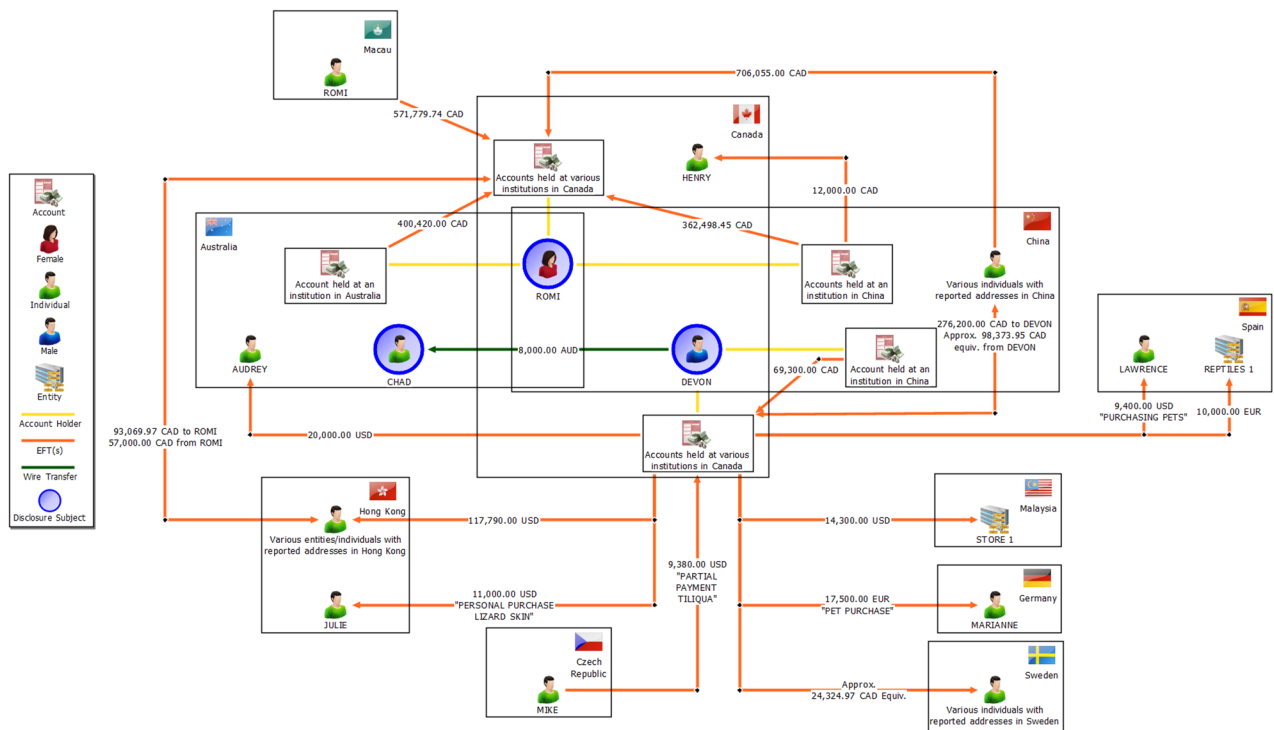 Macau
ROMI
571,779.74 CAD
706,055.00 CAD
Canada
Accounts held at various
institutions in Canada
HENRY
12,000.00 CAD
Account
Female
Individual
Male
Entity
Account Holder
EFT(s)
Wire Transfer
Disclosure Subject
400,420.00 CAD
362,498.45 CAD
Australia
Account held at an
institution in Australia
ROMI
Accounts held at an
institution in China
China
Various individuals with
reported addresses in China
276,200.00 CAD to DEVON
Approx. 98,373.95 CAD
equiv. from DEVON
AUDREY
CHAD
8,000.00 AUD
DEVON
69,300.00 CAD
Account held at an
institution in China
Spain
LAWRENCE
REPTILES 1
9,400.00 USD
"PURCHASING PETS"
10,000.00 EUR
93,069.97 CAD to ROMI
57,000.00 CAD from ROMI
20,000.00 USD
Accounts held at various
institutions in Canada
Hong Kong
Various entities/individuals with
reported addresses in Hong Kong
117,790.00 USD
JULIE
11,000.00 USD
"PERSONAL PURCHASE
LIZARD SKIN"
9,380.00 USD
"PARTIAL
PAYMENT
TILIQUA"
14,300.00 USD
Malaysia
STORE 1
17,500.00 EUR
"PET PURCHASE"
Germany
MARIANNE
Czech
Republic
MIKE
Approx.
24,324.97 CAD Equiv.
Sweden
Various individuals with
reported addresses in Sweden